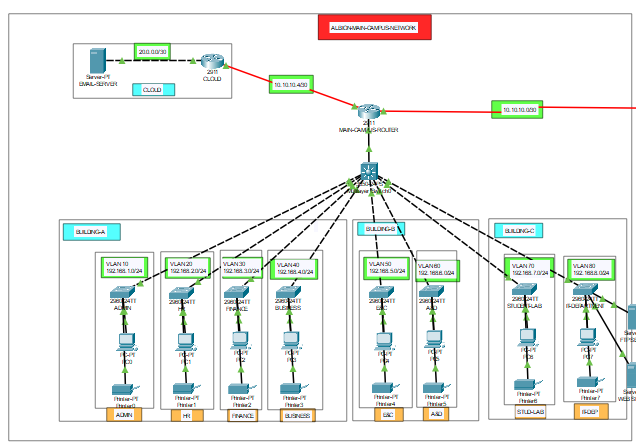 ALBION-MAIN-CAMPUS-NETWORK
20.0.0.0/30
Server-PT
EMAIL-SERVER
2911
CLOUD
CLOUD
10.10.10.4/30
10.10.10.0/30
2911
MAIN-CAMPUS-ROUTER
BUILDING-A
BUILDING-B
BUILDING-C
VLAN 10
192.168.1.0/24
VLAN 20
192.168.2.0/24
VLAN 30
192.168.3.0/24
VLAN 40
192.168.4.0/24
VLAN 50
192.168.5.0/24
VLAN 60
192.168.6.0/24
VLAN 70
192.168.7.0/24
VLAN 80
192.168.8.0/24
2960-24TT
ADMIN
2960-24TT
HR
2960-24TT
FINANCE
2960-24TT
BUSINESS
2960-24TT
E&C
2960-24TT
A&D
2960-24TT
STUDENT-LAB
2960-24TT
IT-DEPARTMENT
PC-PT
PC0
PC-PT
PC1
PC-PT
PC2
PC-PT
PC3
PC-PT
PC4
PC-PT
PC5
PC-PT
PC6
PC-PT
PC7
Printer-PT
Printer0
Printer-PT
Printer1
Printer-PT
Printer2
Printer-PT
Printer3
Printer-PT
Printer4
Printer-PT
Printer5
Printer-PT
Printer6
Printer-PT
Printer7
ADMIN
HR
FINANCE
BUSINESS
E&C
A&D
STUD-LAB
IT-DEP